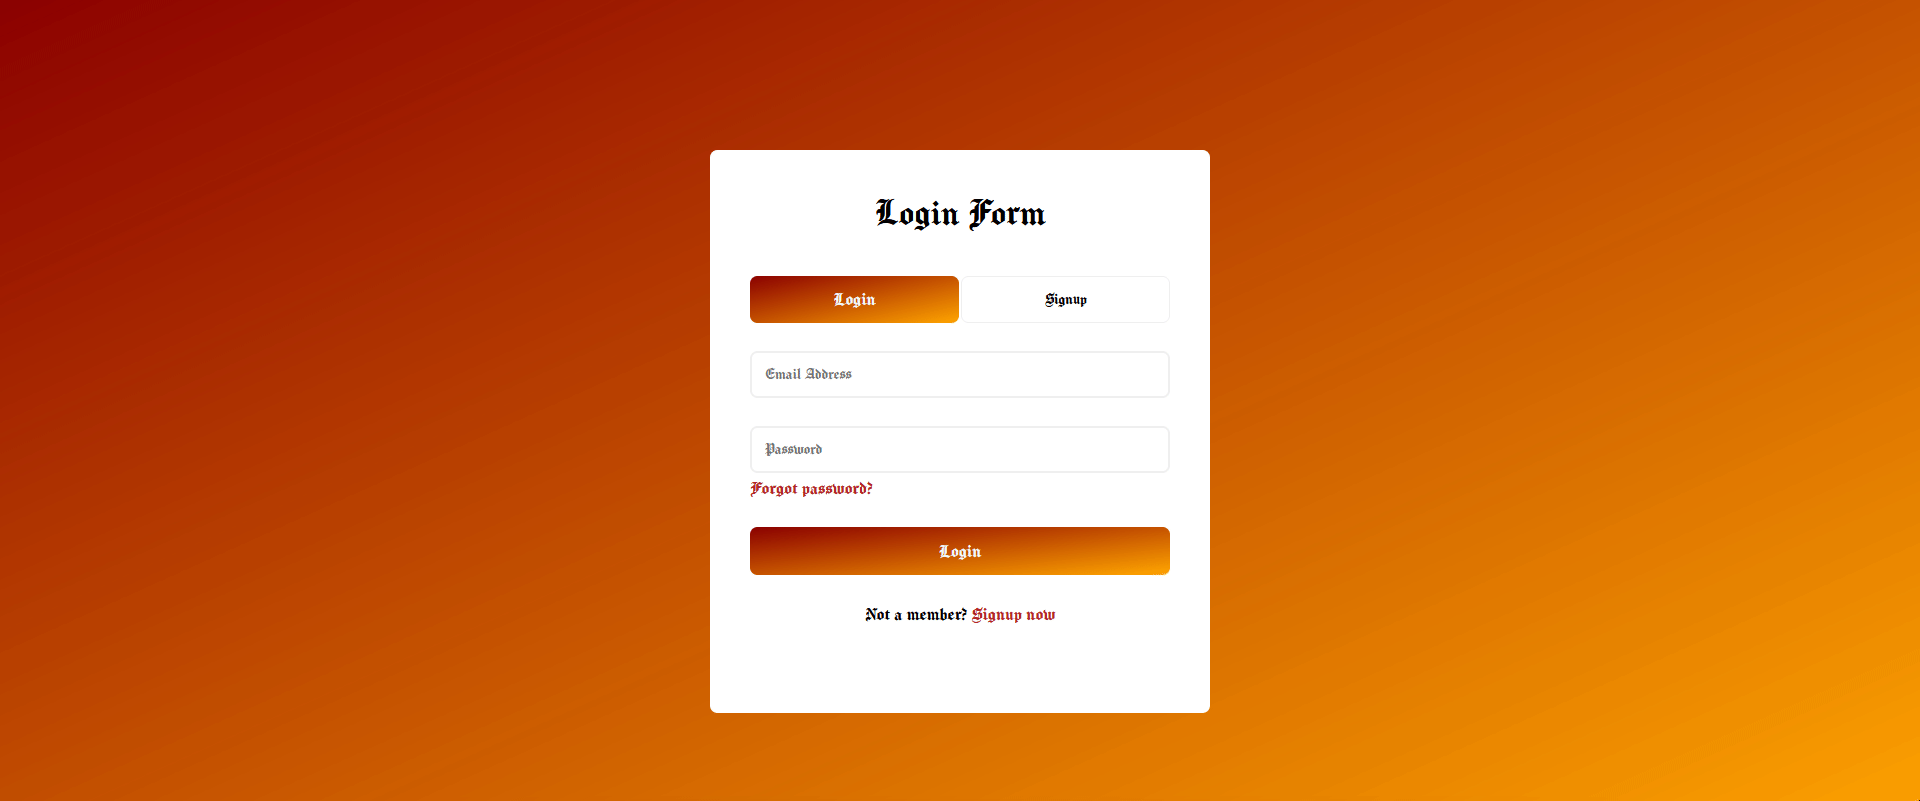 Login Form
Login
Signup
Email Address
Password
Forgot password?
Login
Not a member? Signup now